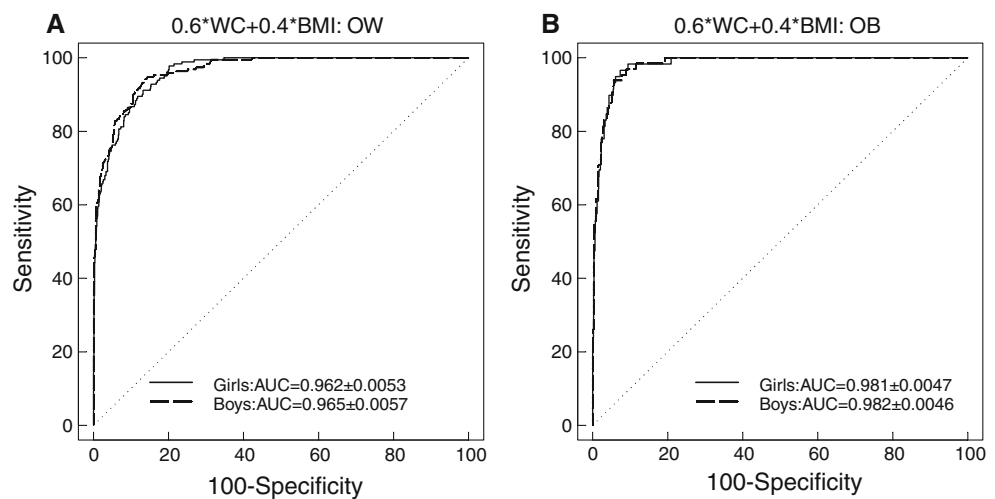 A
0.6*WC+0.4*BMI: OW
100
80
60
40
20
0
Sensitivity
Girls:AUC=0.962±0.0053
Boys:AUC=0.965±0.0057
0 20 40 60 80 100
100-Specificity
B
0.6*WC+0.4*BMI: OB
100
80
60
40
20
0
Sensitivity
Girls:AUC=0.981±0.0047
Boys:AUC=0.982±0.0046
0 20 40 60 80 100
100-Specificity